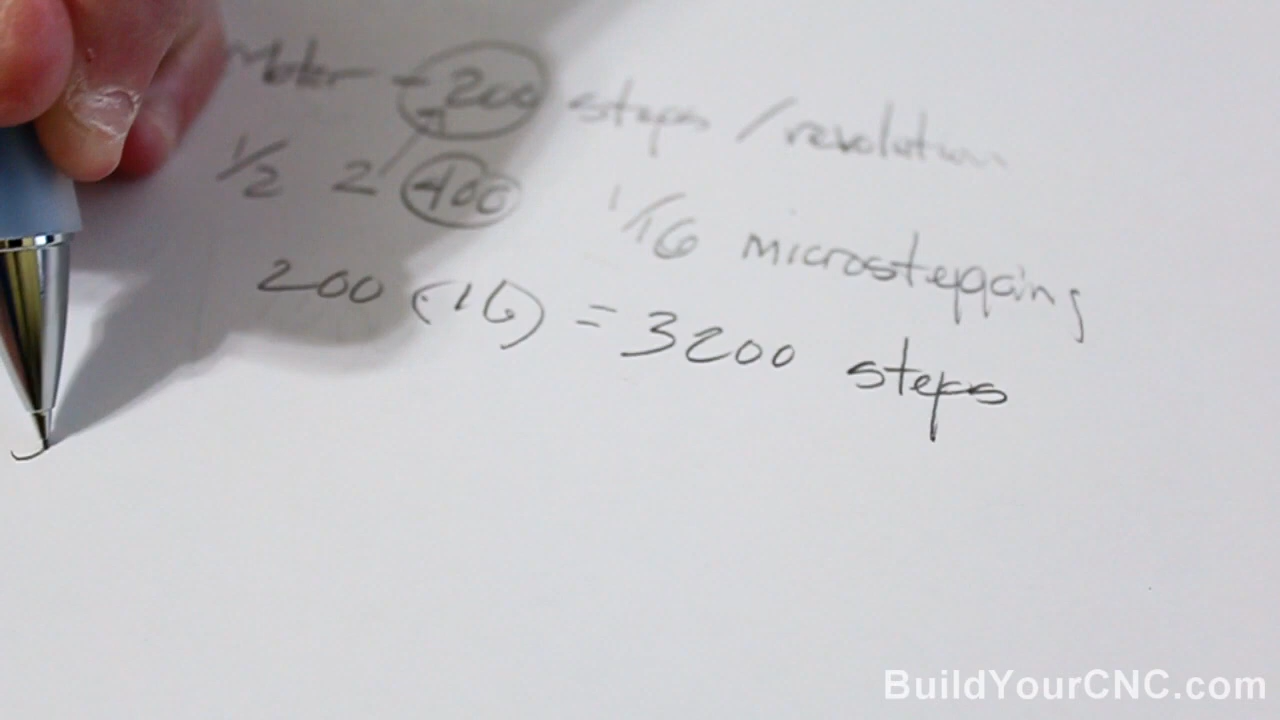 Motor - 200 steps / revolution
1/2 2 400 1/16 microstepping
200 (16) = 3200 steps
BuildYourCNC.com